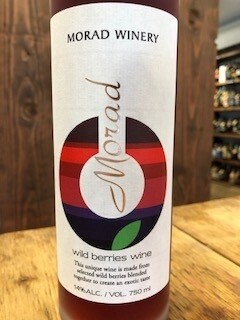 MORAD WINERY
Morad
wild berries wine
This unique wine is made from
selected wild berries blended
together to create an exotic taste
14%ALC. / VOL. 750 ml